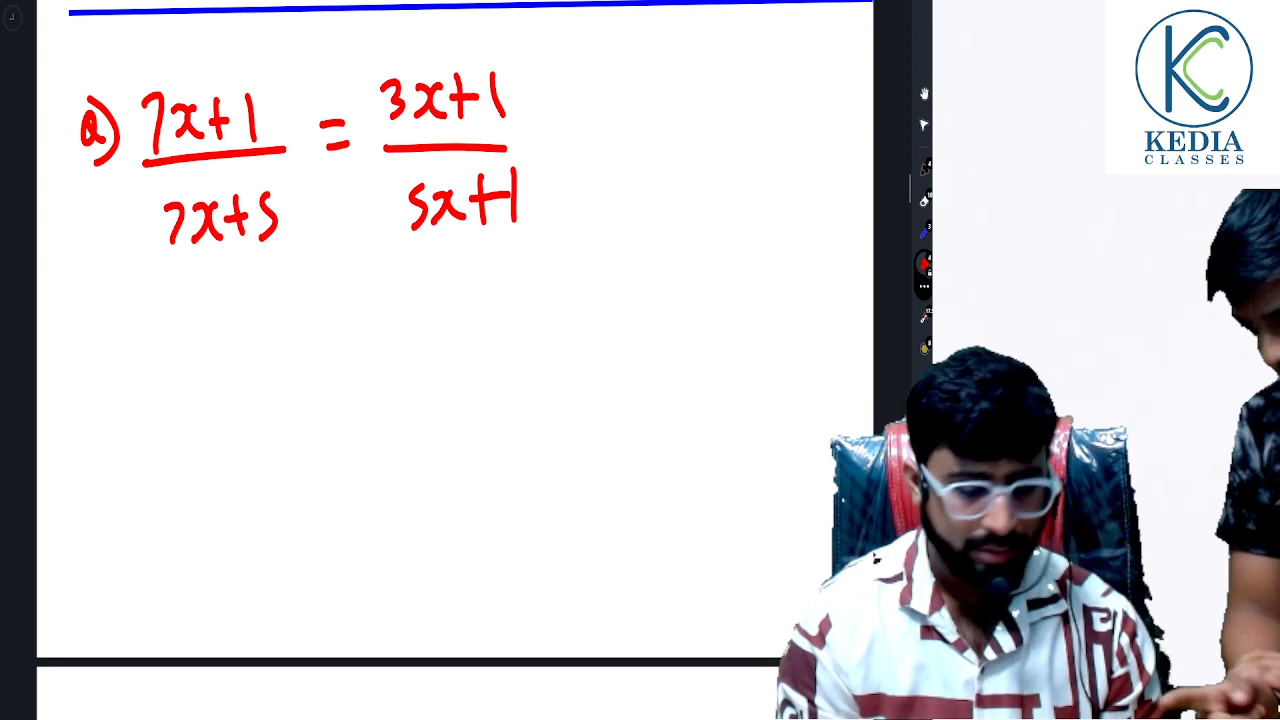 Q) 7x+1 = 3x+1
7x+5 5x+1
KEDIA
CLASSES